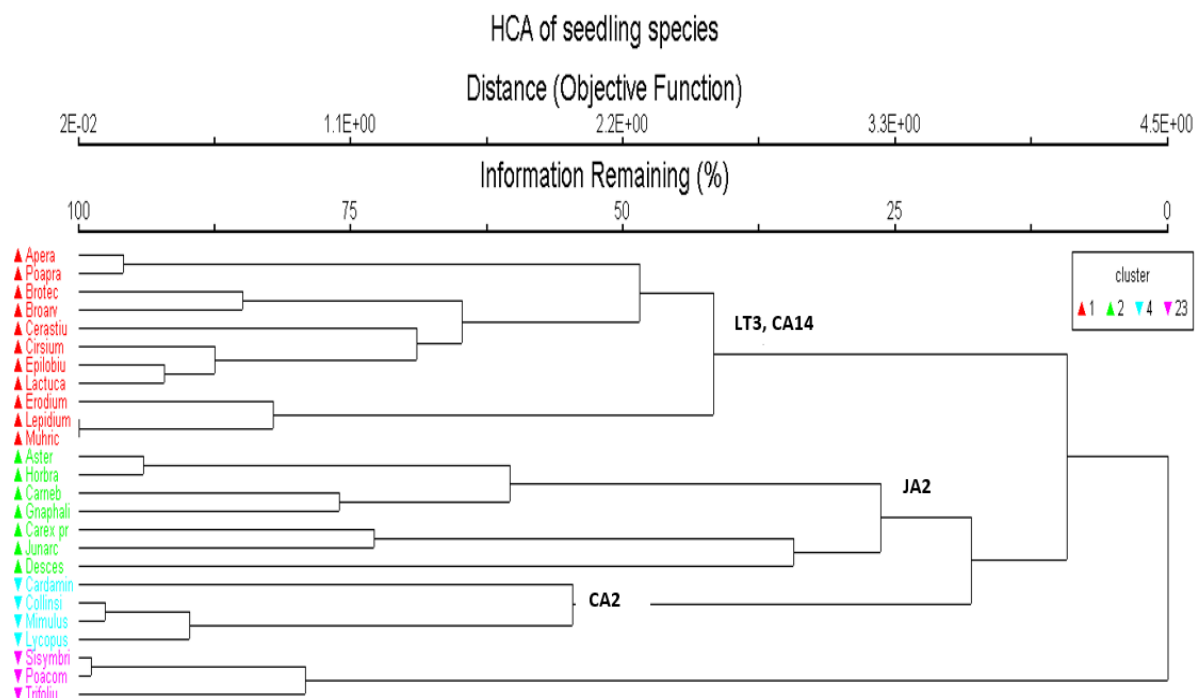 HCA of seedling species
Distance (Objective Function)
2E-02 1.1E+00 2.2E+00 3.3E+00 4.5E+00
Information Remaining (%)
100 75 50 25 0
Apera
Poapra
Brotec
Broarv
Cerastiu
Cirsium
Epilobiu
Lactuca
Erodium
Lepidium
Muhric
Aster
Horbra
Carneb
Gnaphali
Carex pr
Junarc
Desces
Cardamin
Collinsi
Mimulus
Lycopus
Sisymbri
Poacom
Trifoliu
cluster
1 2 4 23
LT3, CA14
JA2
CA2